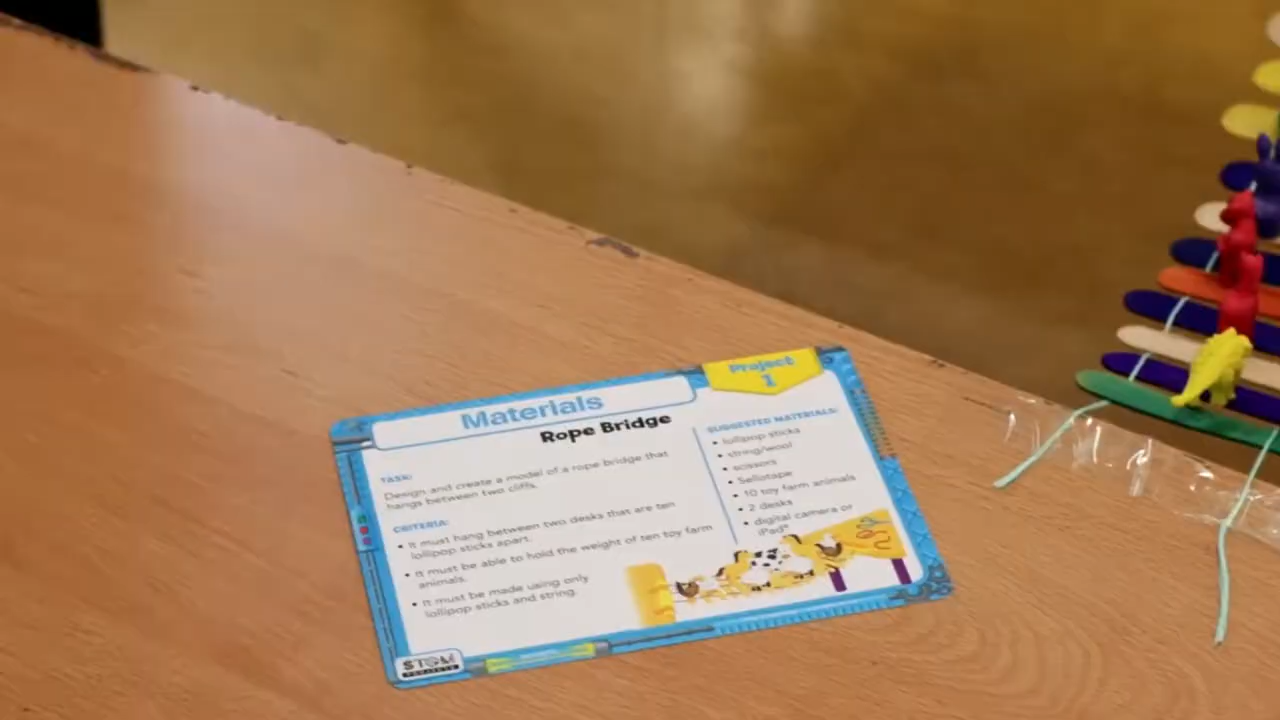 Materials
Project
1
Rope Bridge
TASK:
Design and create a model of a rope bridge that
hangs between two cliffs.
CRITERIA:
• It must hang between two desks that are ten
lollipop sticks apart.
• It must be able to hold the weight of ten toy farm
animals.
• It must be made using only
lollipop sticks and string.
SUGGESTED MATERIALS:
• lollipop sticks
• string/wool
• scissors
• Sellotape
• 10 toy farm animals
• 2 desks
• digital camera or
iPad®
STEM
PROJECTS